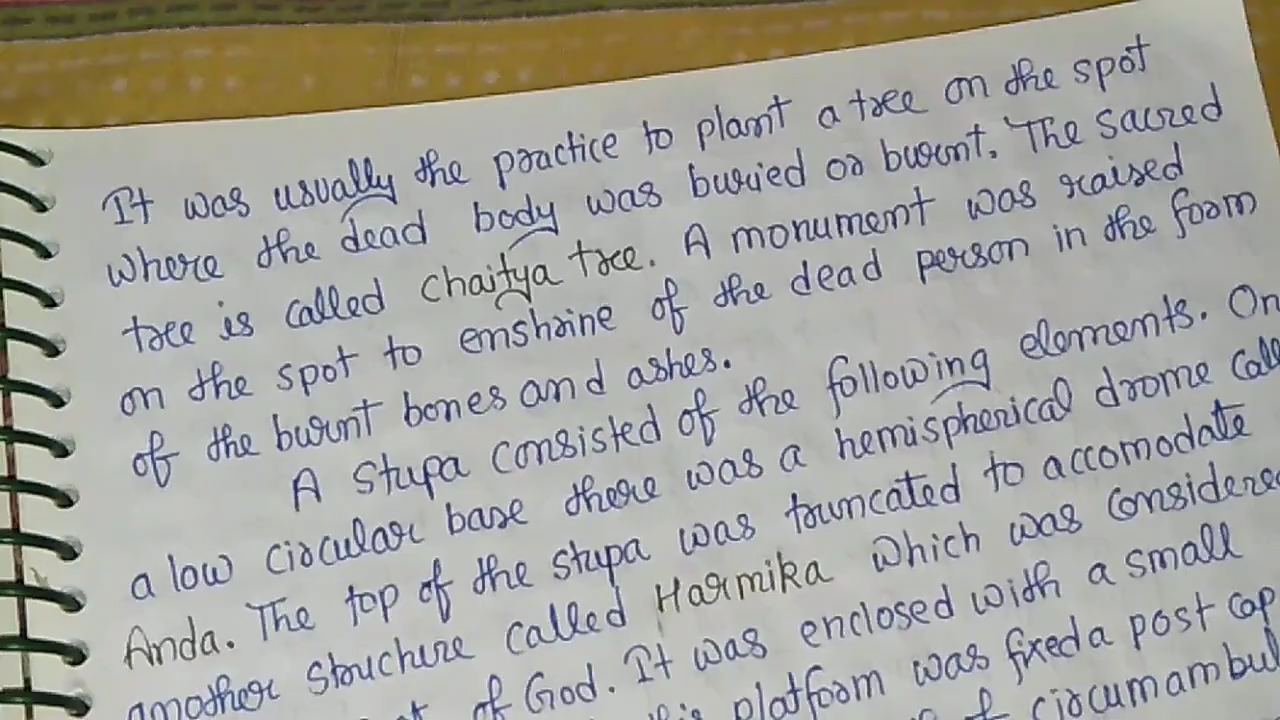 It was usually the practice to plant a tree on the spot
where the dead body was buried or burnt. The sacred
tree is called chaitya tree. A monument was raised
on the spot to enshrine of the dead person in the form
of the burnt bones and ashes.
A stupa consisted of the following elements. On
a low circular base there was a hemispherical drome
Anda. The top of the stupa was truncated to accomodate
another structure called Harmika which was
of God. It was enclosed with a small
platform was fixed a post
of